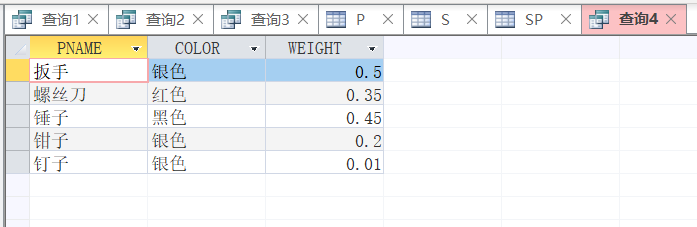 查询1 查询2 查询3 P S SP 查询4
PNAME COLOR WEIGHT
扳手 银色 0.5
螺丝刀 红色 0.35
锤子 黑色 0.45
钳子 银色 0.2
钉子 银色 0.01